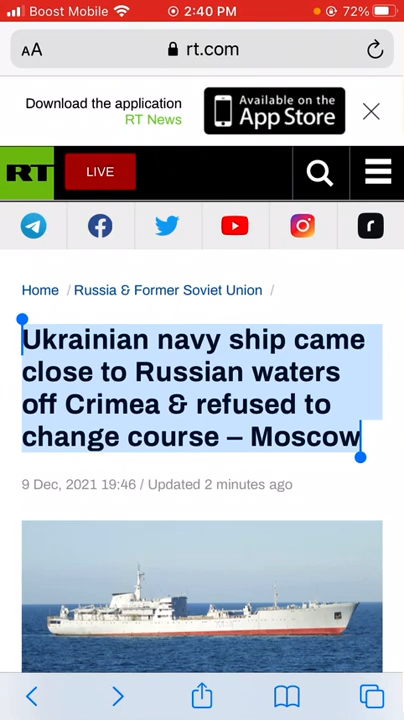 Boost Mobile 2:40 PM 72%
AA rt.com
Download the application
RT News
Available on the
App Store
RT LIVE
Home / Russia & Former Soviet Union /
Ukrainian navy ship came
close to Russian waters
off Crimea & refused to
change course – Moscow
9 Dec, 2021 19:46 / Updated 2 minutes ago